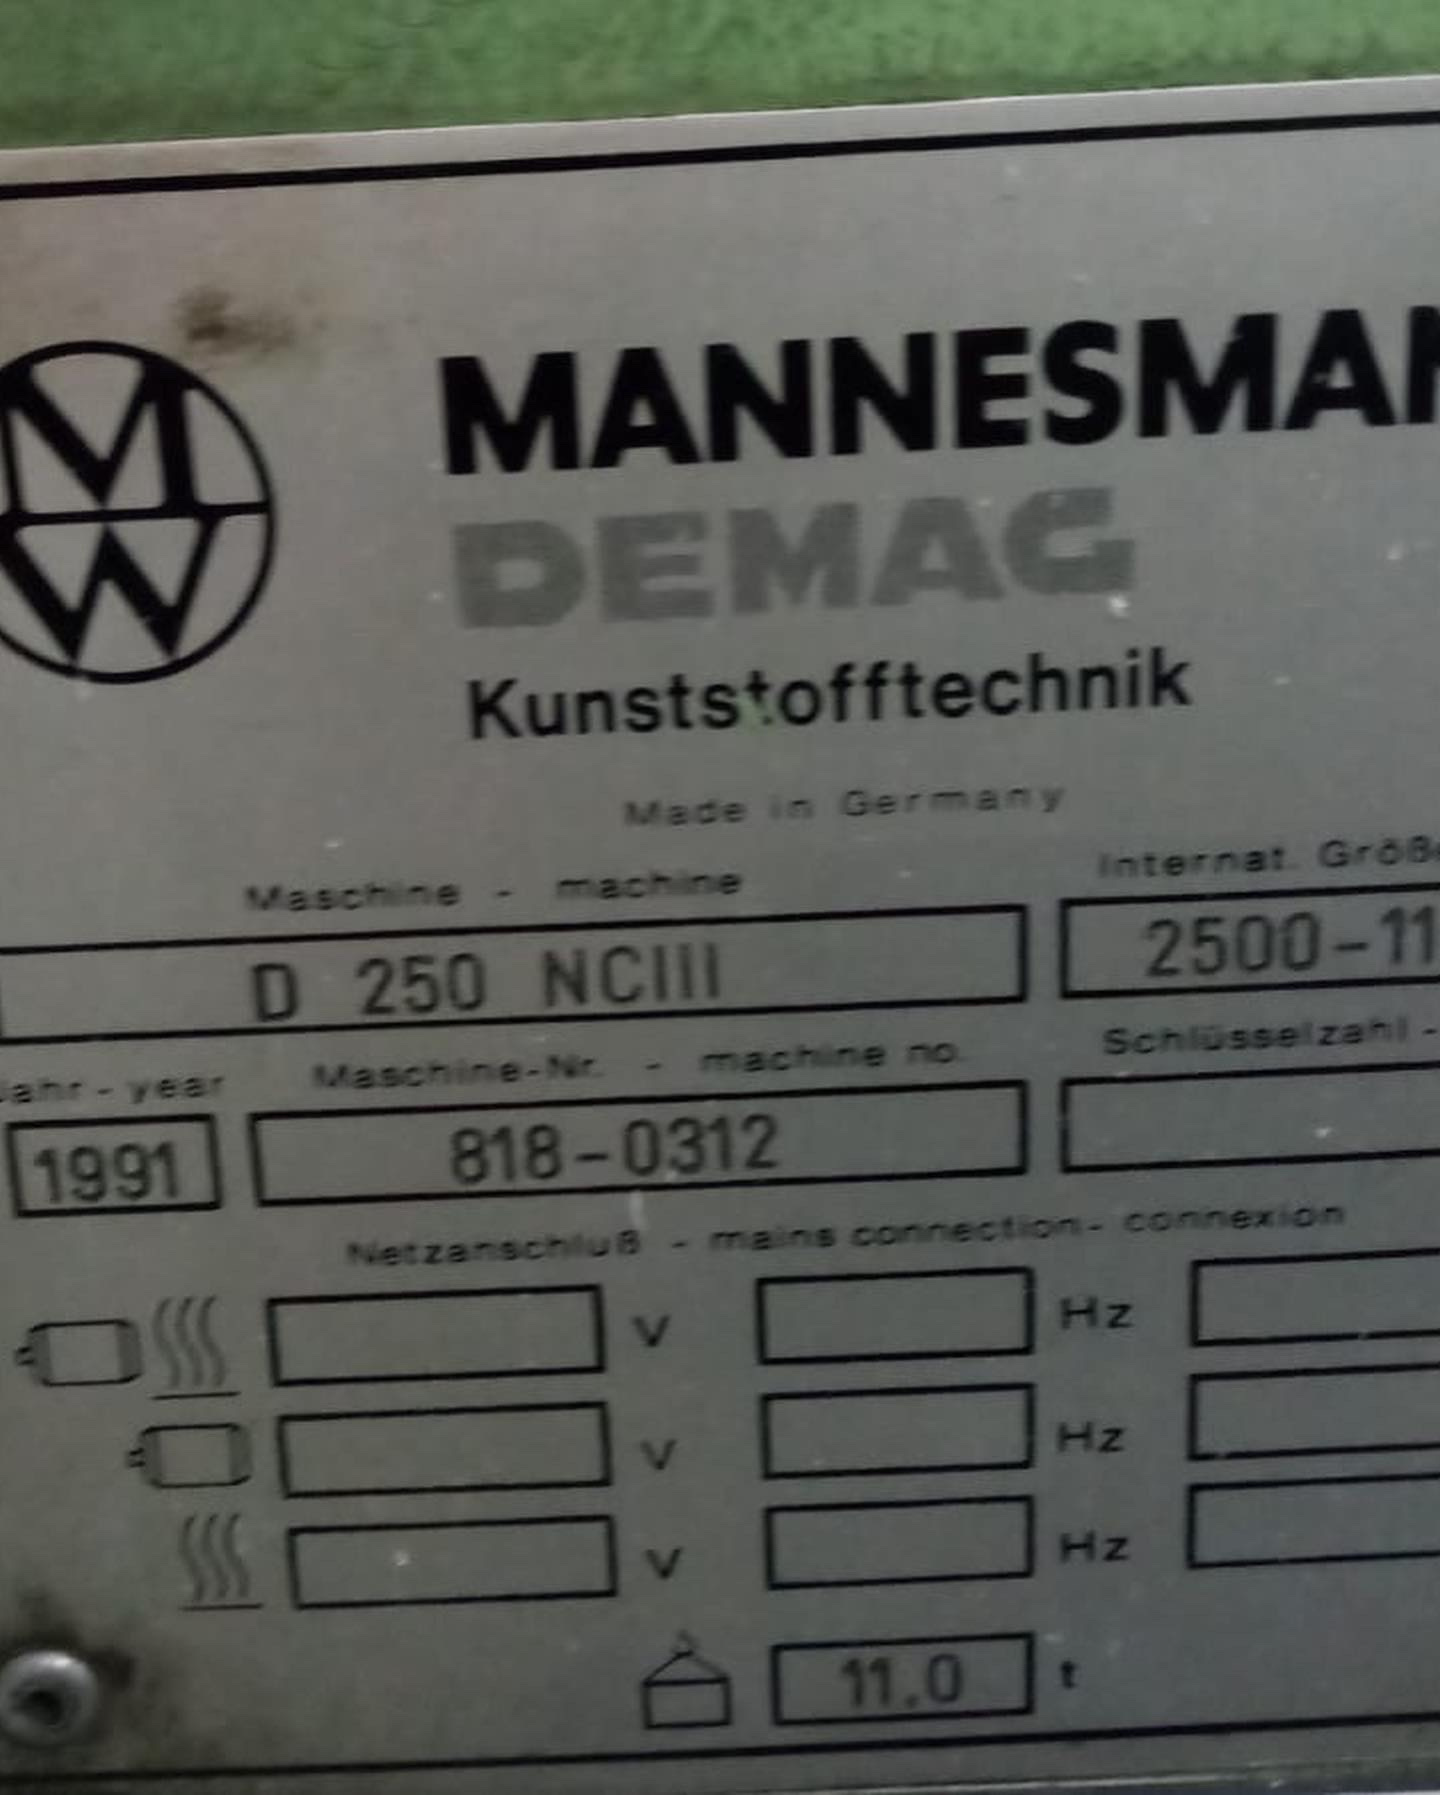 MW
MANNESMAN
DEMAG
Kunststofftechnik
Made in Germany
Maschine - machine
Internat. Größe
D 250 NCIII
2500-11
Jahr - year
Maschine-Nr. - machine no.
Schlüsselzahl -
1991
818-0312
Netzanschluß - mains connection - connexion
V Hz
V Hz
V Hz
11.0 t